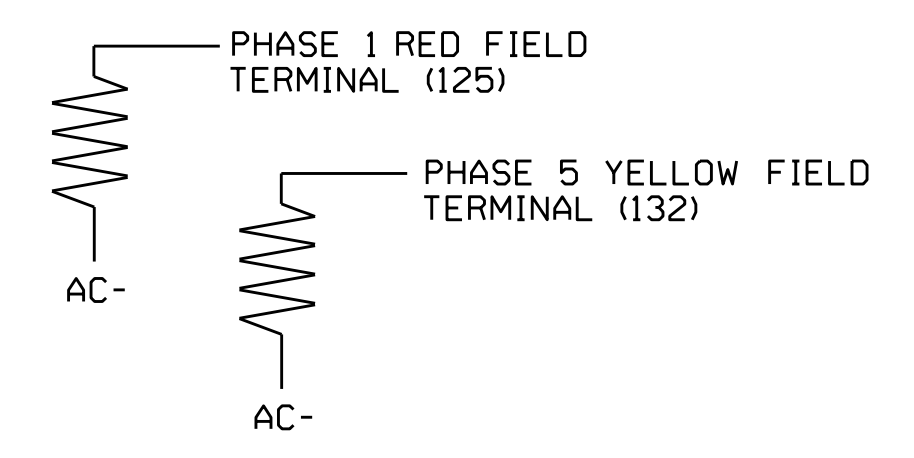 PHASE 1 RED FIELD
TERMINAL (125)
PHASE 5 YELLOW FIELD
TERMINAL (132)
AC-
AC-